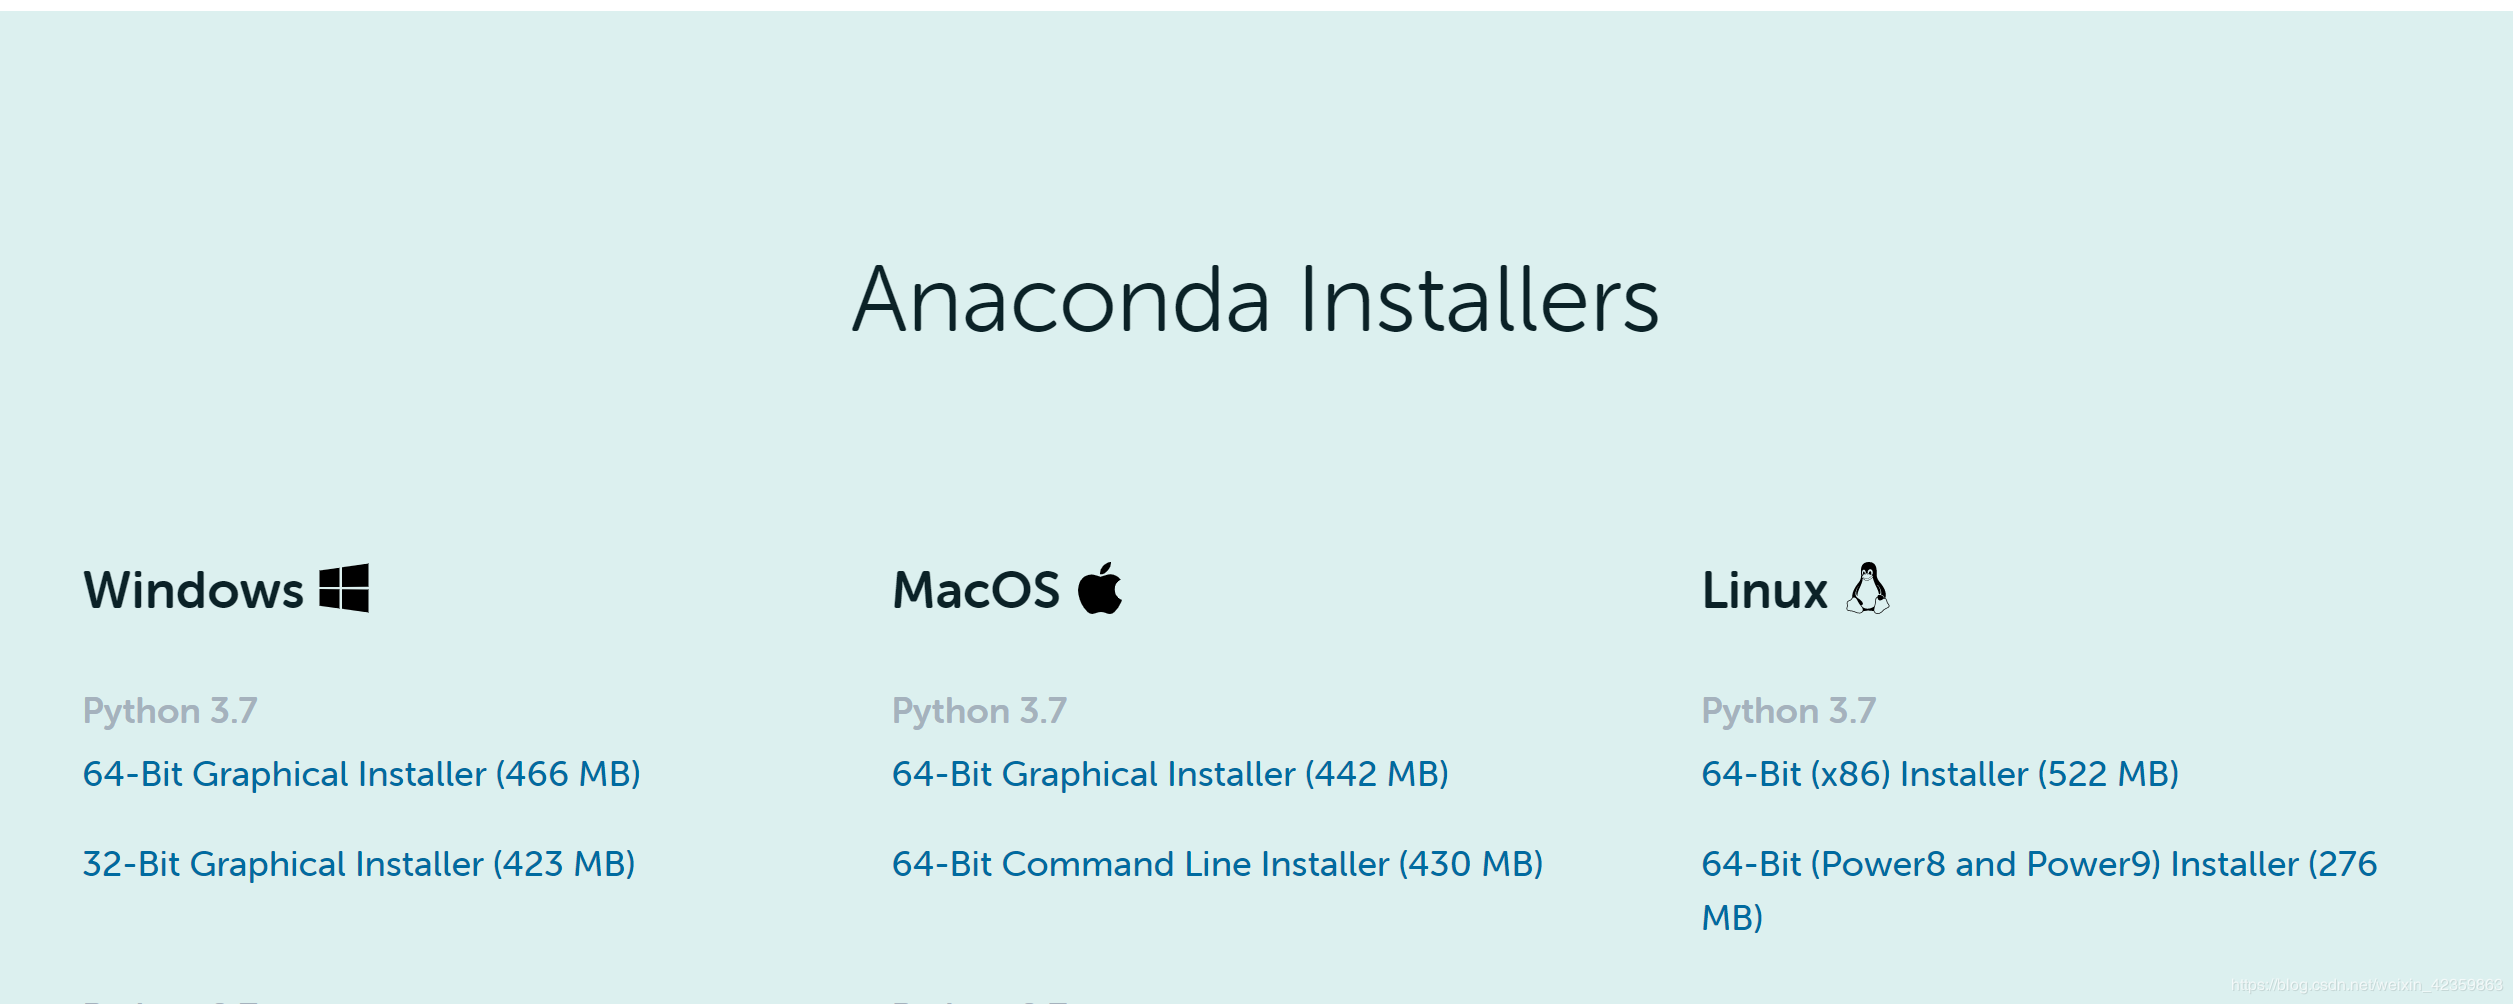 Anaconda Installers
Windows
MacOS
Linux
Python 3.7
Python 3.7
Python 3.7
64-Bit Graphical Installer (466 MB)
64-Bit Graphical Installer (442 MB)
64-Bit (x86) Installer (522 MB)
32-Bit Graphical Installer (423 MB)
64-Bit Command Line Installer (430 MB)
64-Bit (Power8 and Power9) Installer (276
MB)
https://blog.csdn.net/weixin_42359863